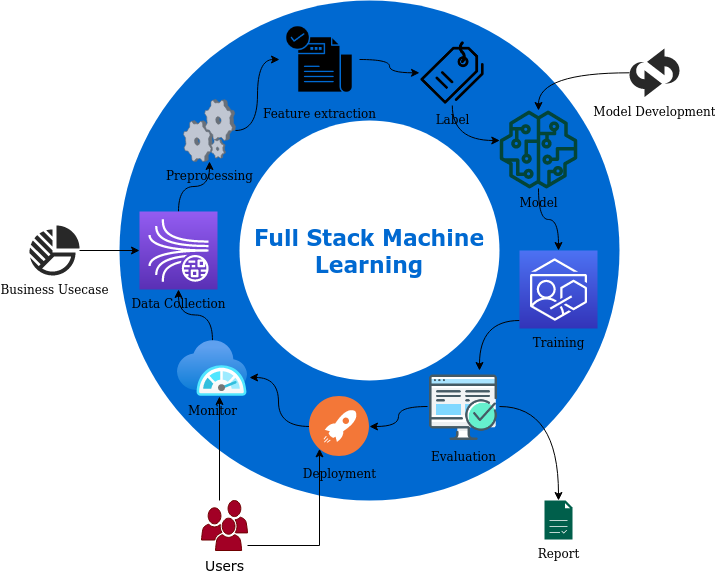 Feature extraction
Label
Model Development
Preprocessing
Model
Full Stack Machine
Learning
Business Usecase
Data Collection
Training
Monitor
Evaluation
Deployment
Users
Report